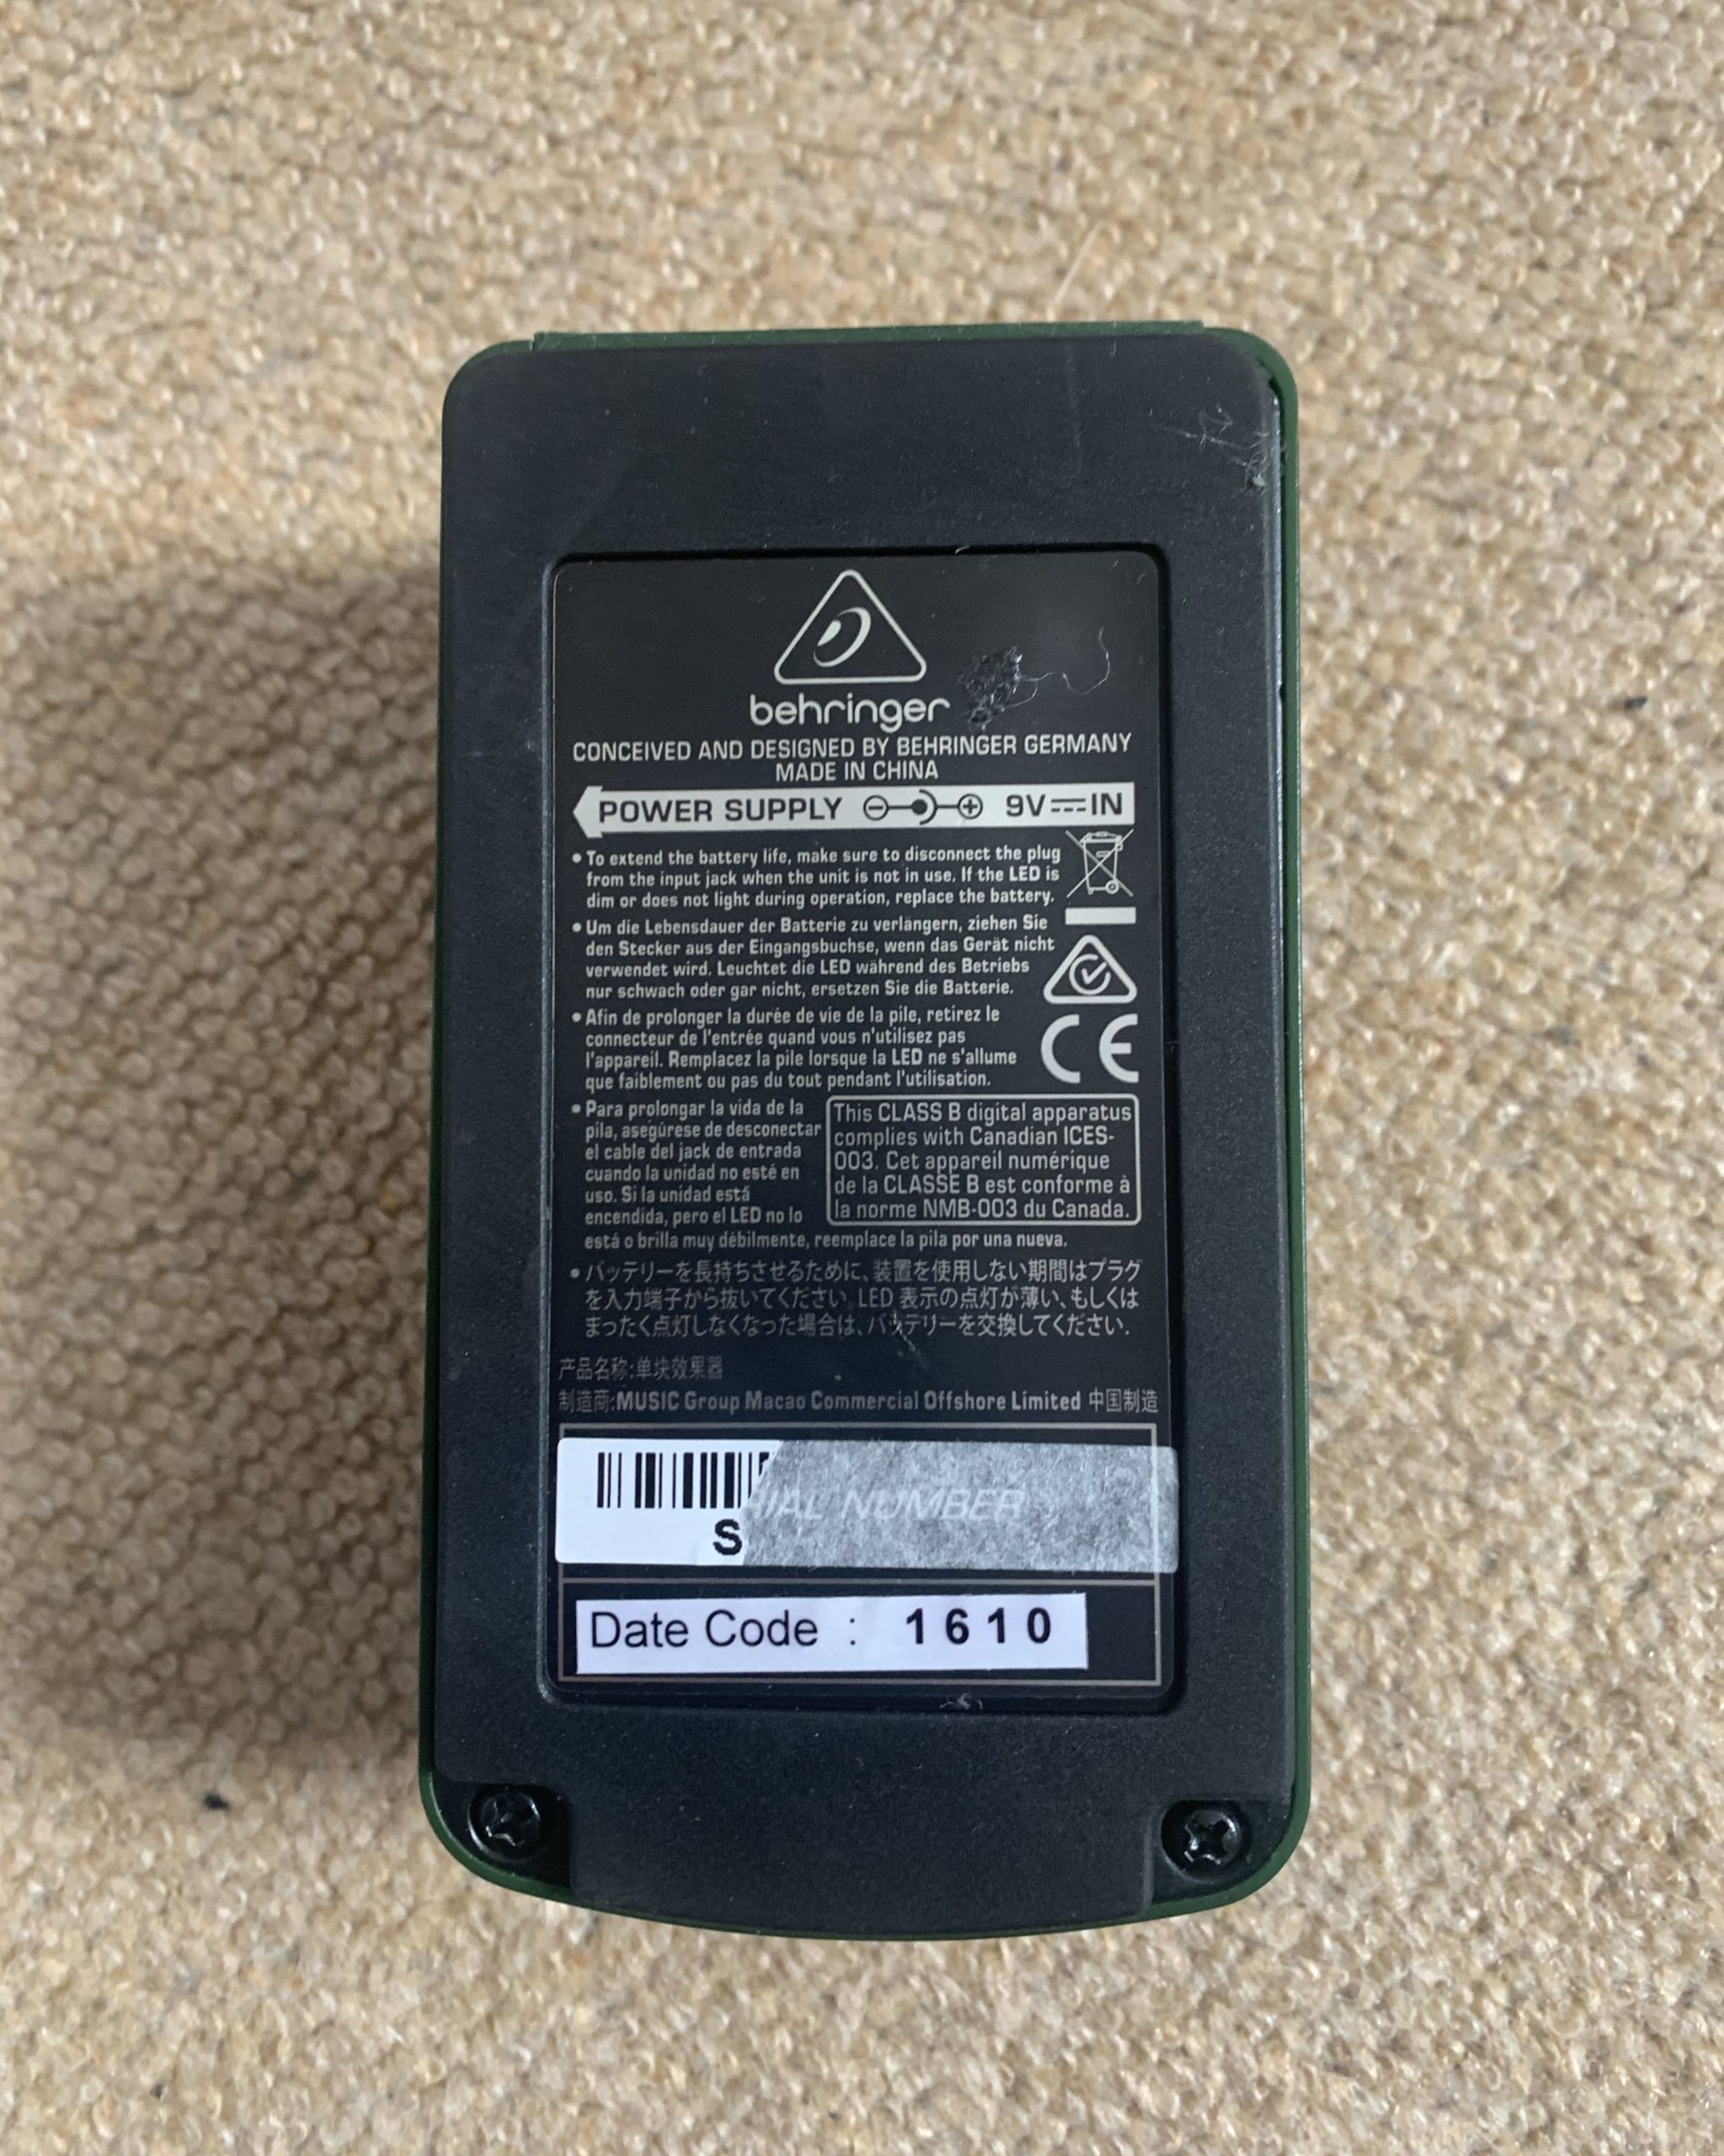 behringer
CONCEIVED AND DESIGNED BY BEHRINGER GERMANY
MADE IN CHINA
POWER SUPPLY 9V IN
• To extend the battery life, make sure to disconnect the plug
from the input jack when the unit is not in use. If the LED is
dim or does not light during operation, replace the battery.
• Um die Lebensdauer der Batterie zu verlängern, ziehen Sie
den Stecker aus der Eingangsbuchse, wenn das Gerät nicht
verwendet wird. Leuchtet die LED während des Betriebs
nur schwach oder gar nicht, ersetzen Sie die Batterie.
• Afin de prolonger la durée de vie de la pile, retirez le
connecteur de l'entrée quand vous n'utilisez pas
l'appareil. Remplacez la pile lorsque la LED ne s'allume
que faiblement ou pas du tout pendant l'utilisation.
CE
• Para prolongar la vida de la
pila, asegúrese de desconectar
el cable del jack de entrada
cuando la unidad no esté en
uso. Si la unidad está
encendida, pero el LED no lo
está o brilla muy débilmente, reemplace la pila por una nueva.
This CLASS B digital apparatus
complies with Canadian ICES-
003. Cet appareil numérique
de la CLASSE B est conforme à
la norme NMB-003 du Canada.
• バッテリーを長持ちさせるために、装置を使用しない期間はプラグ
を入力端子から抜いてください. LED 表示の点灯が薄い、もしくは
まったく点灯しなくなった場合は、バッテリーを交換してください.
产品名称:单块效果器
制造商:MUSIC Group Macao Commercial Offshore Limited 中国制造
RIAL NUMBER
S
Date Code : 1610